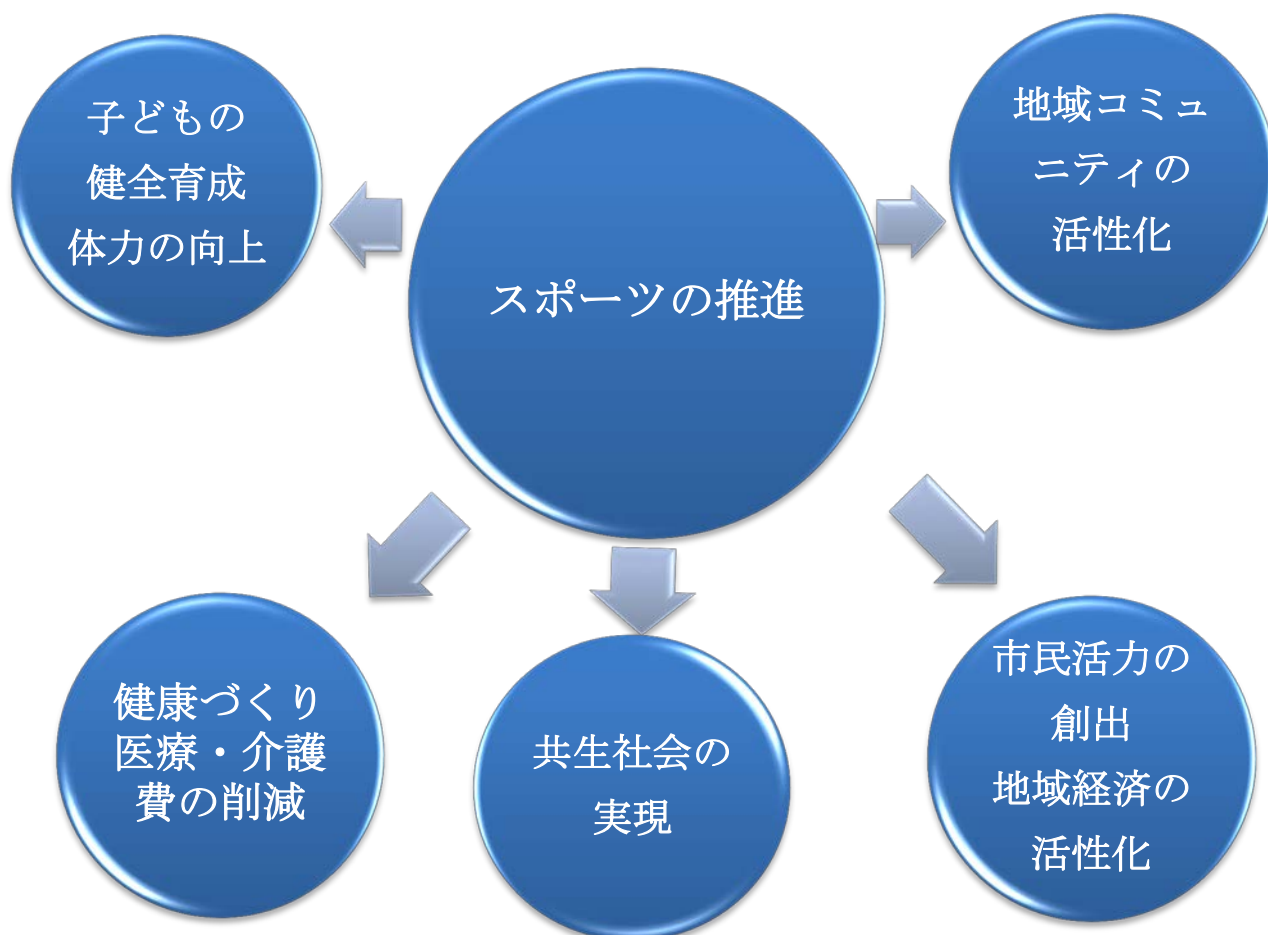 子どもの
健全育成
体力の向上
スポーツの推進
地域コミュ
ニティの
活性化
健康づくり
医療・介護
費の削減
共生社会の
実現
市民活力の
創出
地域経済の
活性化